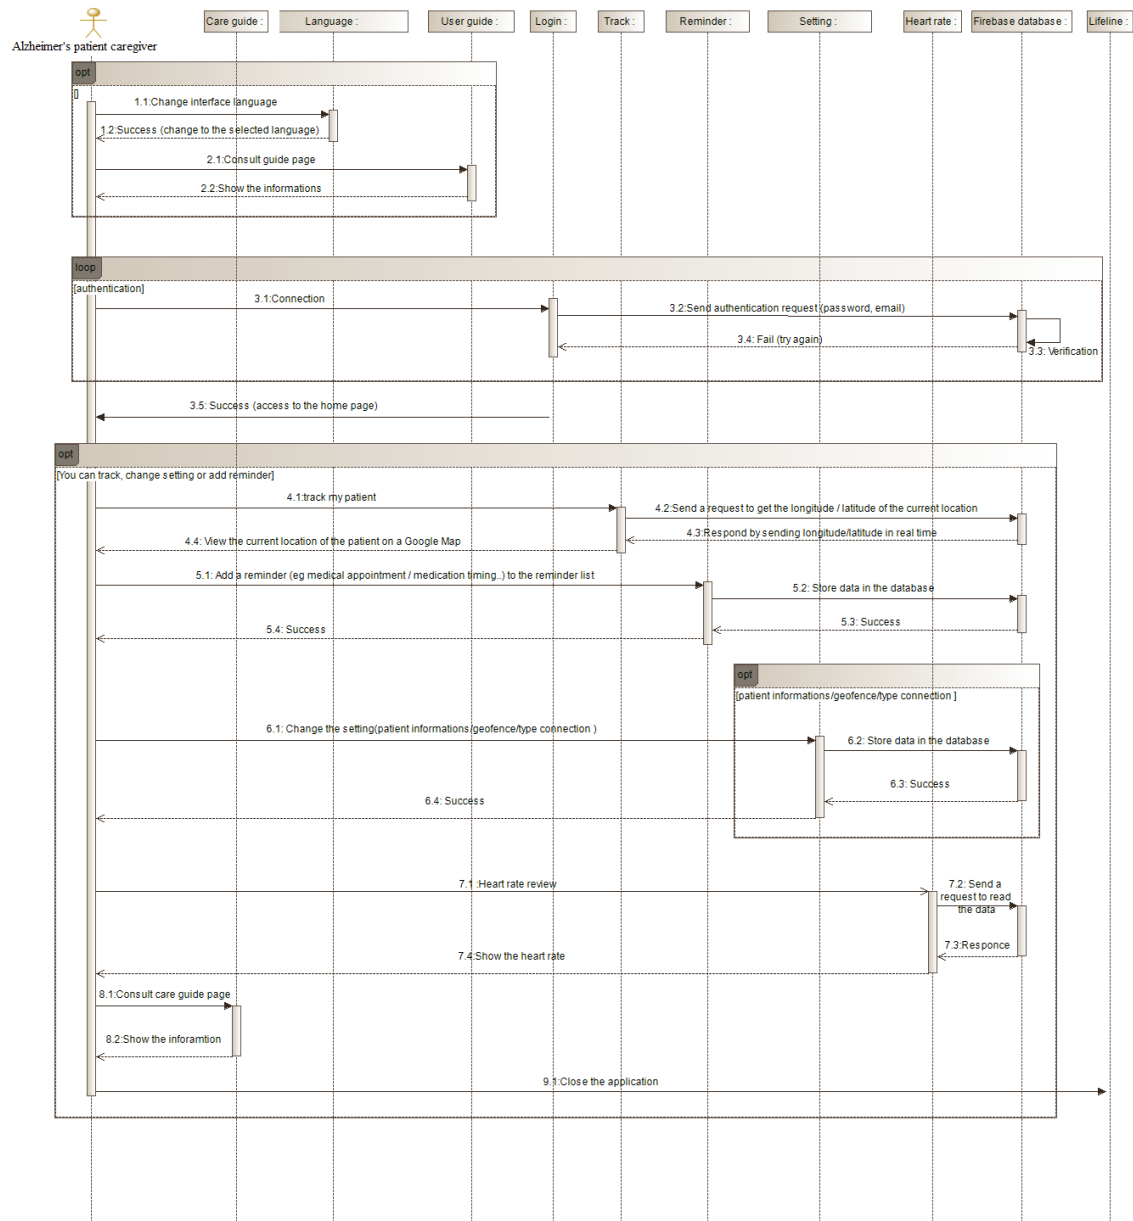 Care guide :
Language :
User guide :
Login :
Track :
Reminder :
Setting :
Heart rate :
Firebase database :
Lifeline :
Alzheimer's patient caregiver
opt
[]
1.1:Change interface language
1.2:Success (change to the selected language)
2.1:Consult guide page
2.2:Show the informations
loop
[authentication]
3.1:Connection
3.2:Send authentication request (password, email)
3.4: Fail (try again)
3.3: Verification
3.5: Success (access to the home page)
opt
[You can track, change setting or add reminder]
4.1:track my patient
4.2:Send a request to get the longitude / latitude of the current location
4.3:Respond by sending longitude/latitude in real time
4.4: View the current location of the patient on a Google Map
5.1: Add a reminder (eg medical appointment / medication timing..) to the reminder list
5.2: Store data in the database
5.3: Success
5.4: Success
opt
[patient informations/geofence/type connection ]
6.1: Change the setting(patient informations/geofence/type connection )
6.2: Store data in the database
6.3: Success
6.4: Success
7.1 :Heart rate review
7.2: Send a
request to read
the data
7.3:Responce
7.4:Show the heart rate
8.1:Consult care guide page
8.2:Show the inforamtion
9.1:Close the application